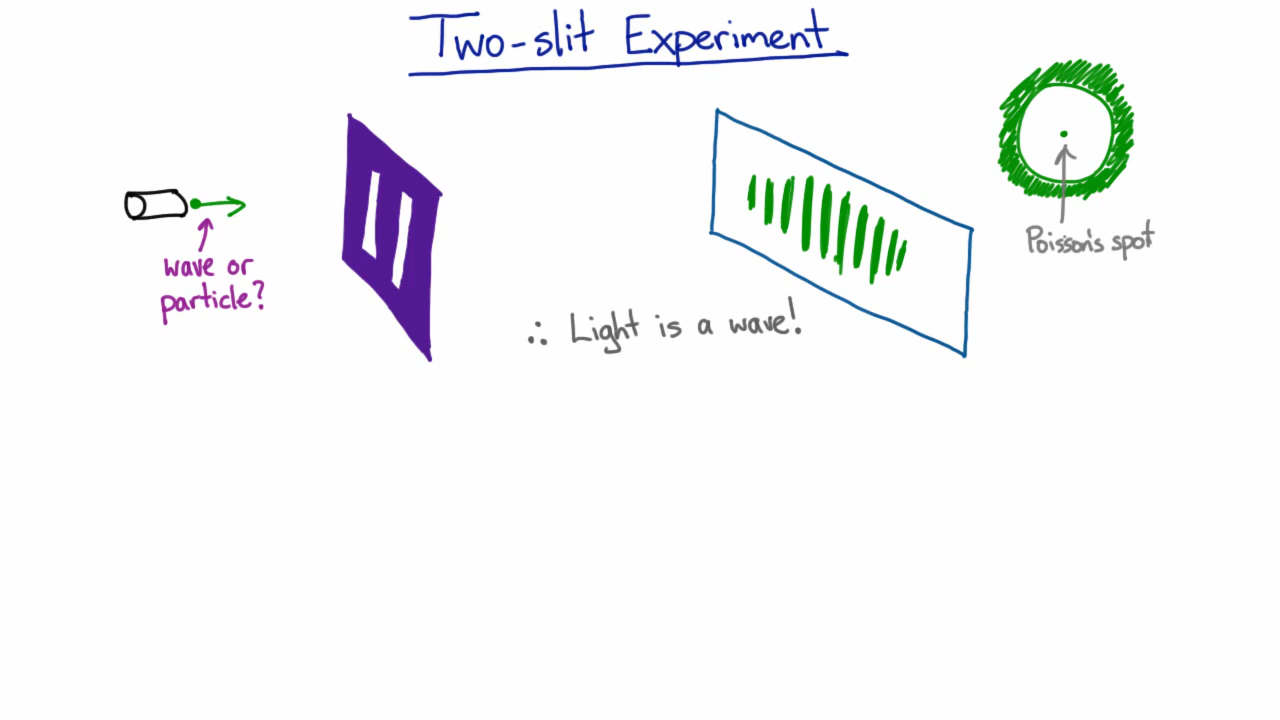 Two-slit Experiment
wave or
particle?
∴ Light is a wave!
Poisson's spot